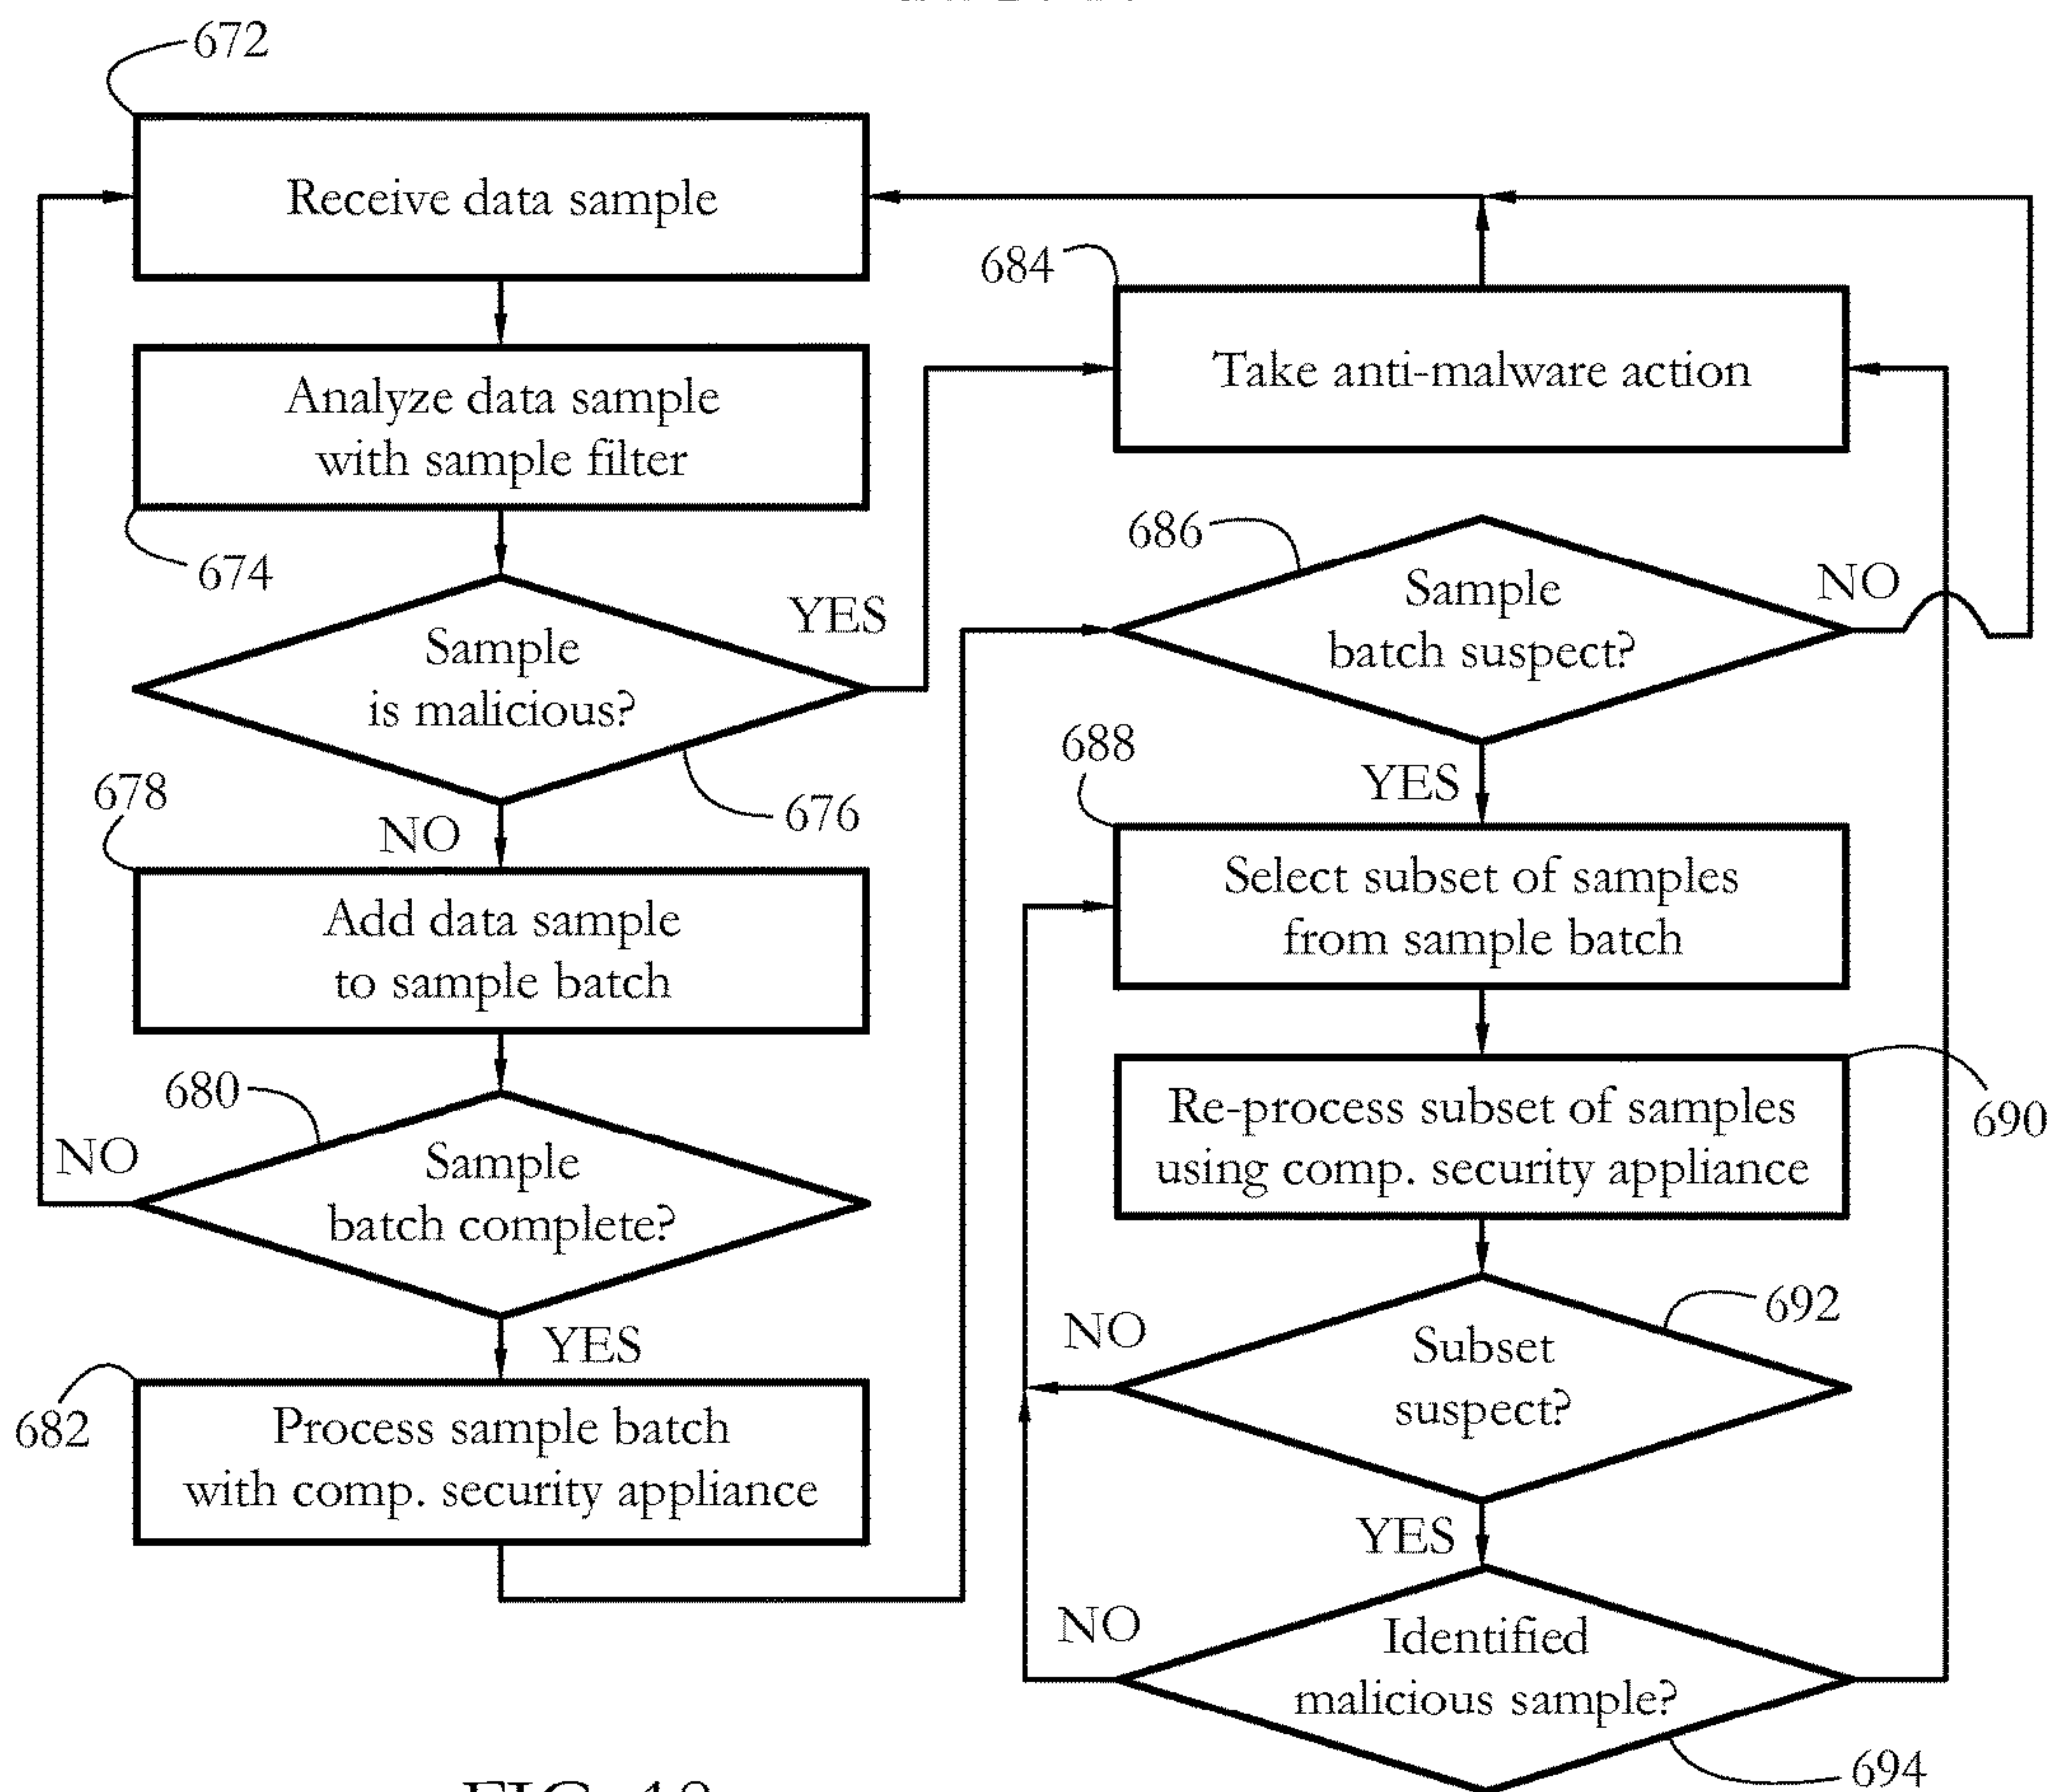 672
Receive data sample
Analyze data sample
with sample filter
674
Sample
is malicious?
YES
676
NO
678
Add data sample
to sample batch
680
Sample
batch complete?
NO
YES
682
Process sample batch
with comp. security appliance
684
Take anti-malware action
686
Sample
batch suspect?
NO
YES
688
Select subset of samples
from sample batch
Re-process subset of samples
using comp. security appliance
690
692
Subset
suspect?
NO
YES
Identified
malicious sample?
NO
694